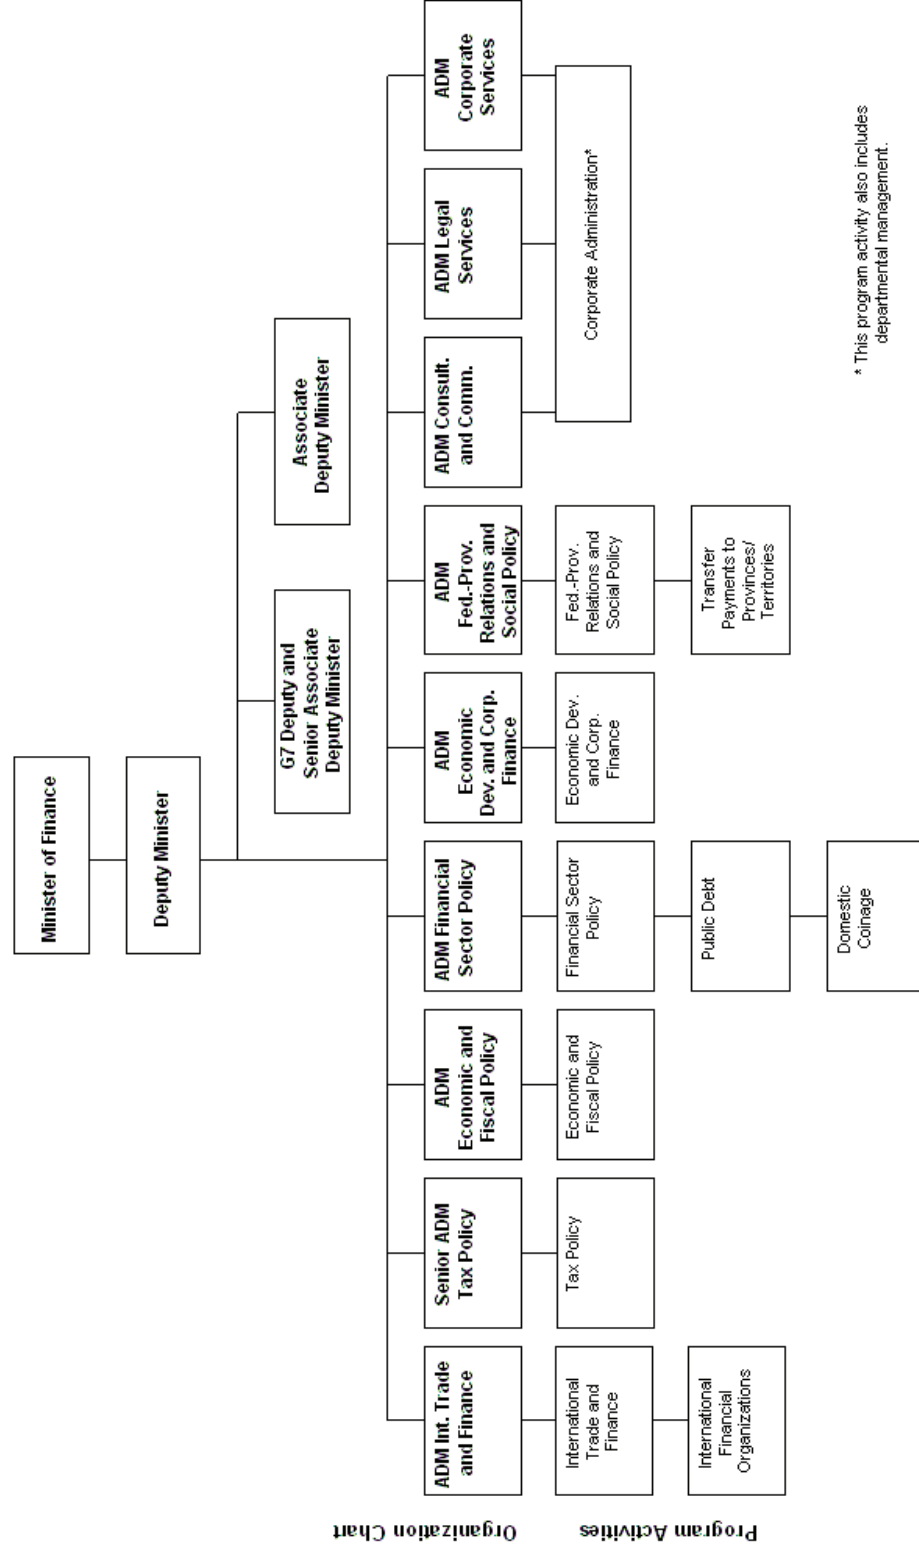 Minister of Finance
Deputy Minister
G7 Deputy and
Senior Associate
Deputy Minister
Associate
Deputy Minister
Organization Chart
ADM Int. Trade
and Finance
Senior ADM
Tax Policy
ADM
Economic and
Fiscal Policy
ADM Financial
Sector Policy
ADM
Economic
Dev. and Corp.
Finance
ADM
Fed.-Prov.
Relations and
Social Policy
ADM Consult.
and Comm.
ADM Legal
Services
ADM
Corporate
Services
Program Activities
International
Trade and
Finance
Tax Policy
Economic and
Fiscal Policy
Financial Sector
Policy
Economic Dev.
and Corp.
Finance
Fed.-Prov.
Relations and
Social Policy
Corporate Administration*
International
Financial
Organizations
Public Debt
Transfer
Payments to
Provinces/
Territories
Domestic
Coinage
* This program activity also includes
departmental management.